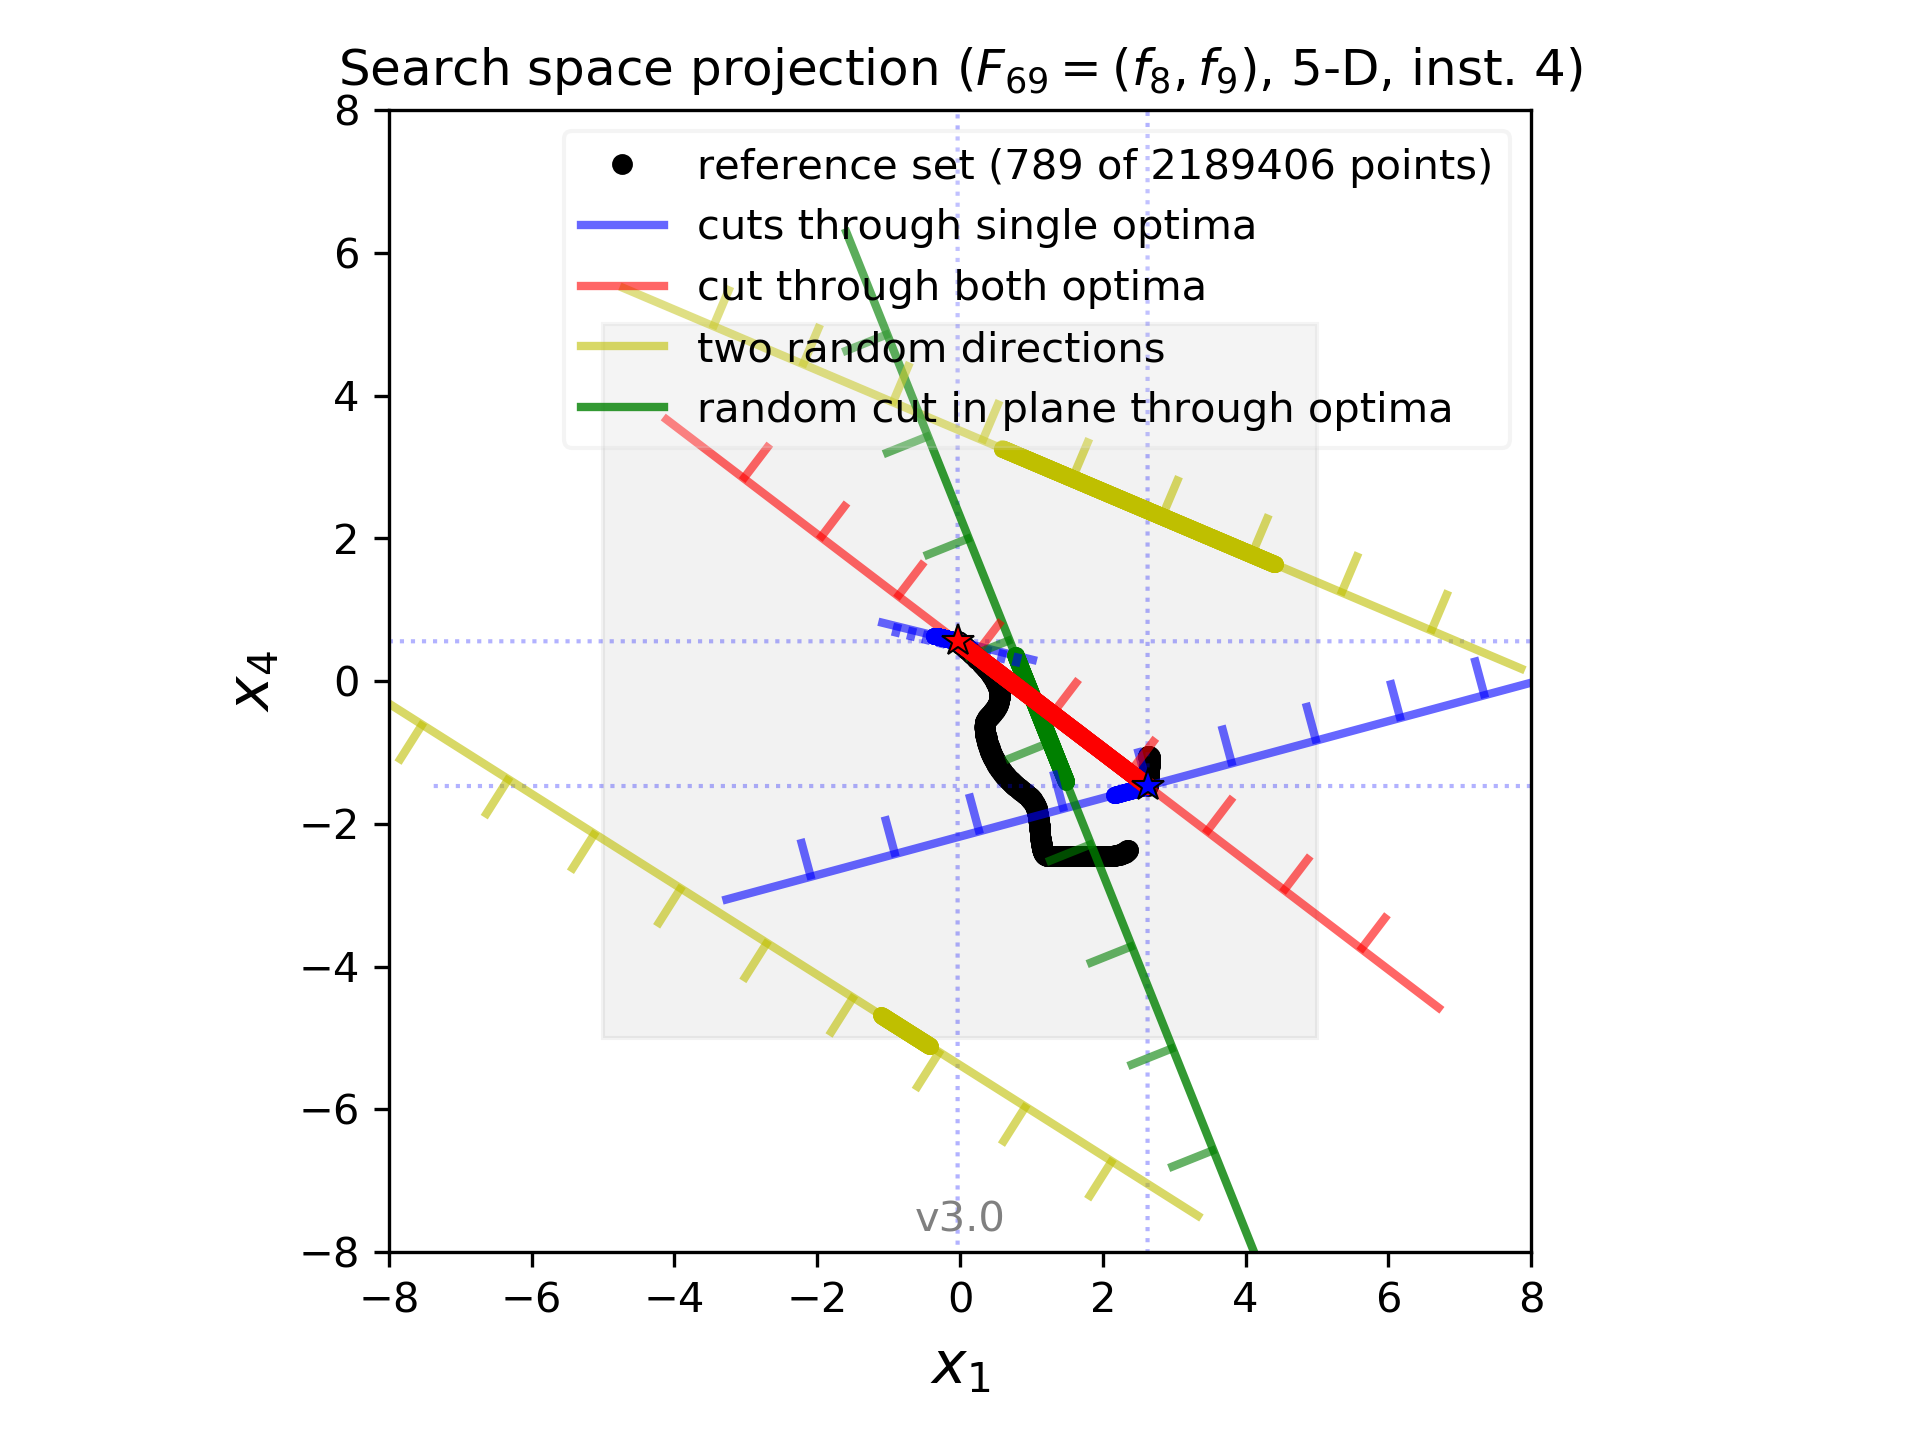 Search space projection (F69 = (f8, f9), 5-D, inst. 4)
reference set (789 of 2189406 points)
cuts through single optima
cut through both optima
two random directions
random cut in plane through optima
8
6
4
2
0
−2
−4
−6
−8
x4
v3.0
−8 −6 −4 −2 0 2 4 6 8
x1